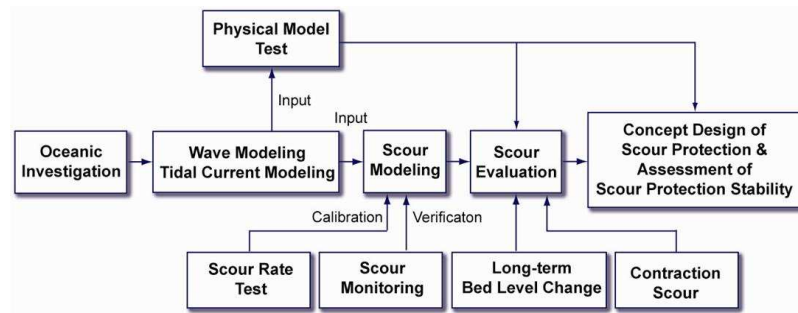 Physical Model
Test
Input
Input
Oceanic
Investigation
Wave Modeling
Tidal Current Modeling
Scour
Modeling
Scour
Evaluation
Concept Design of
Scour Protection &
Assessment of
Scour Protection Stability
Calibration
Verificaton
Scour Rate
Test
Scour
Monitoring
Long-term
Bed Level Change
Contraction
Scour